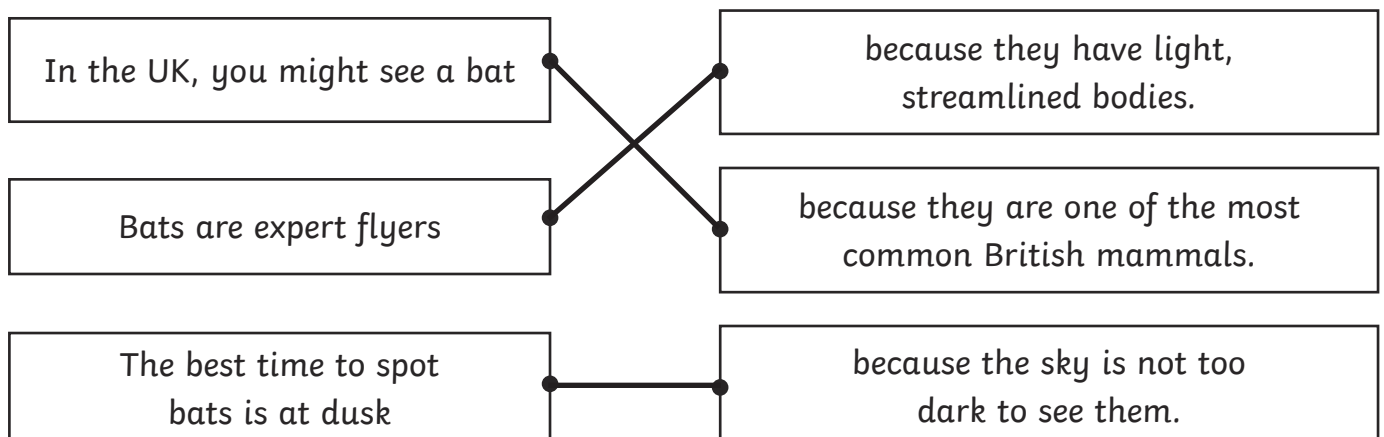 In the UK, you might see a bat
because they have light,
streamlined bodies.
Bats are expert flyers
because they are one of the most
common British mammals.
The best time to spot
bats is at dusk
because the sky is not too
dark to see them.